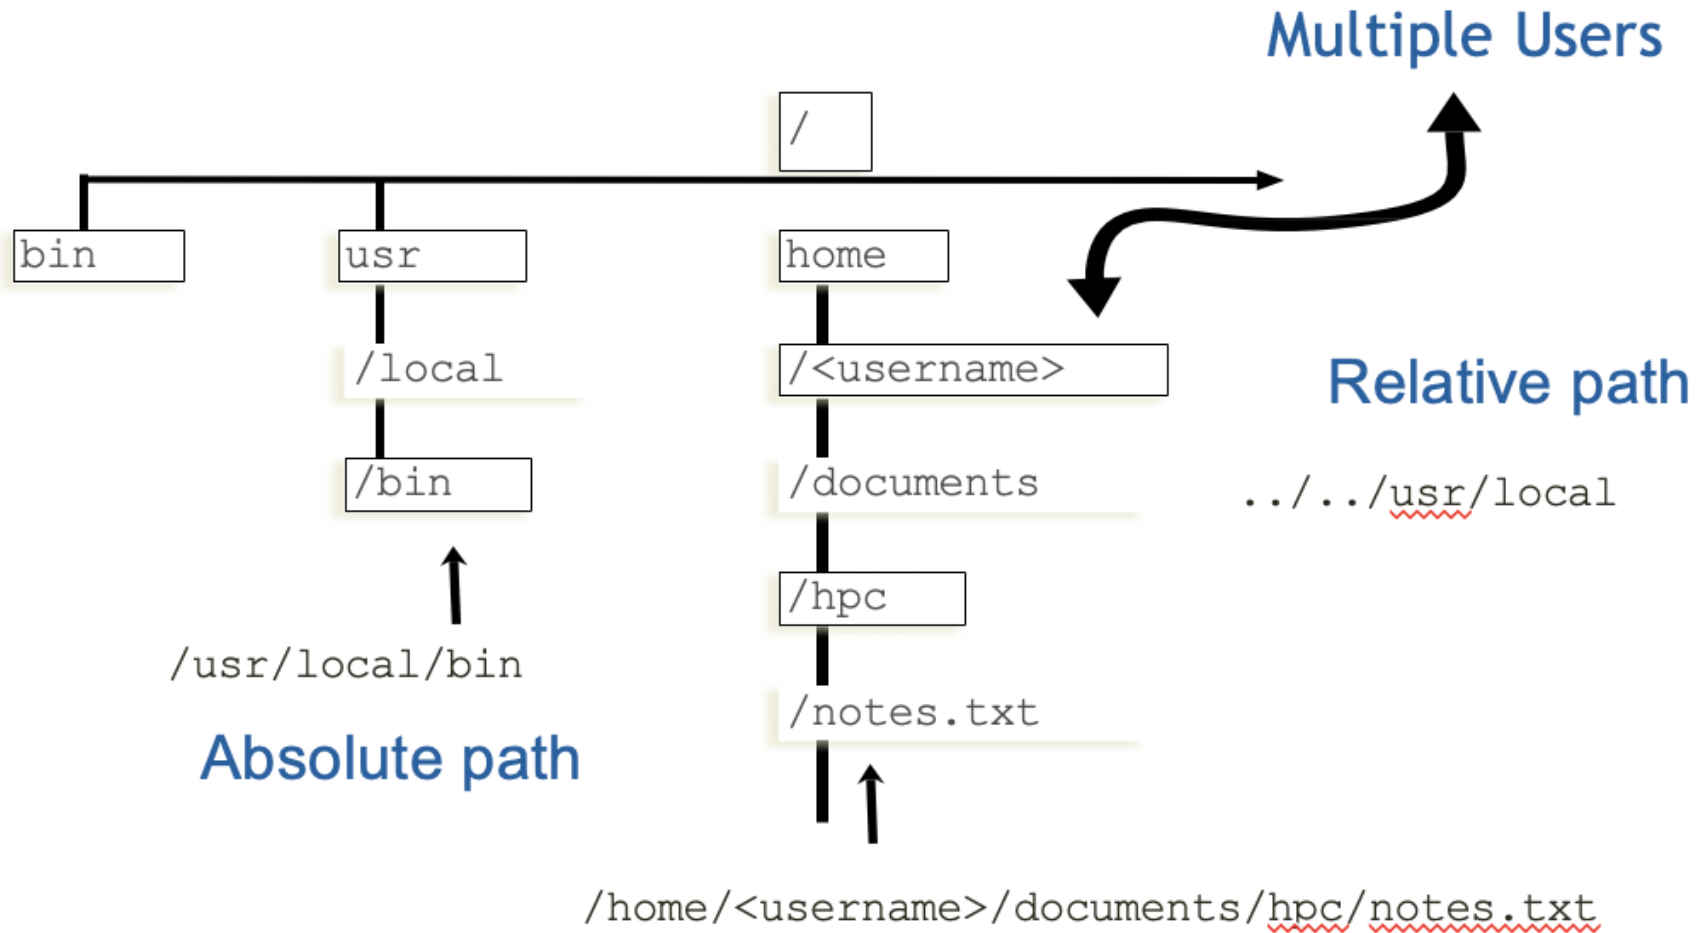 Multiple Users
/
bin
usr
home
/local
/<username>
Relative path
/bin
/documents
../../usr/local
/hpc
/usr/local/bin
/notes.txt
Absolute path
/home/<username>/documents/hpc/notes.txt